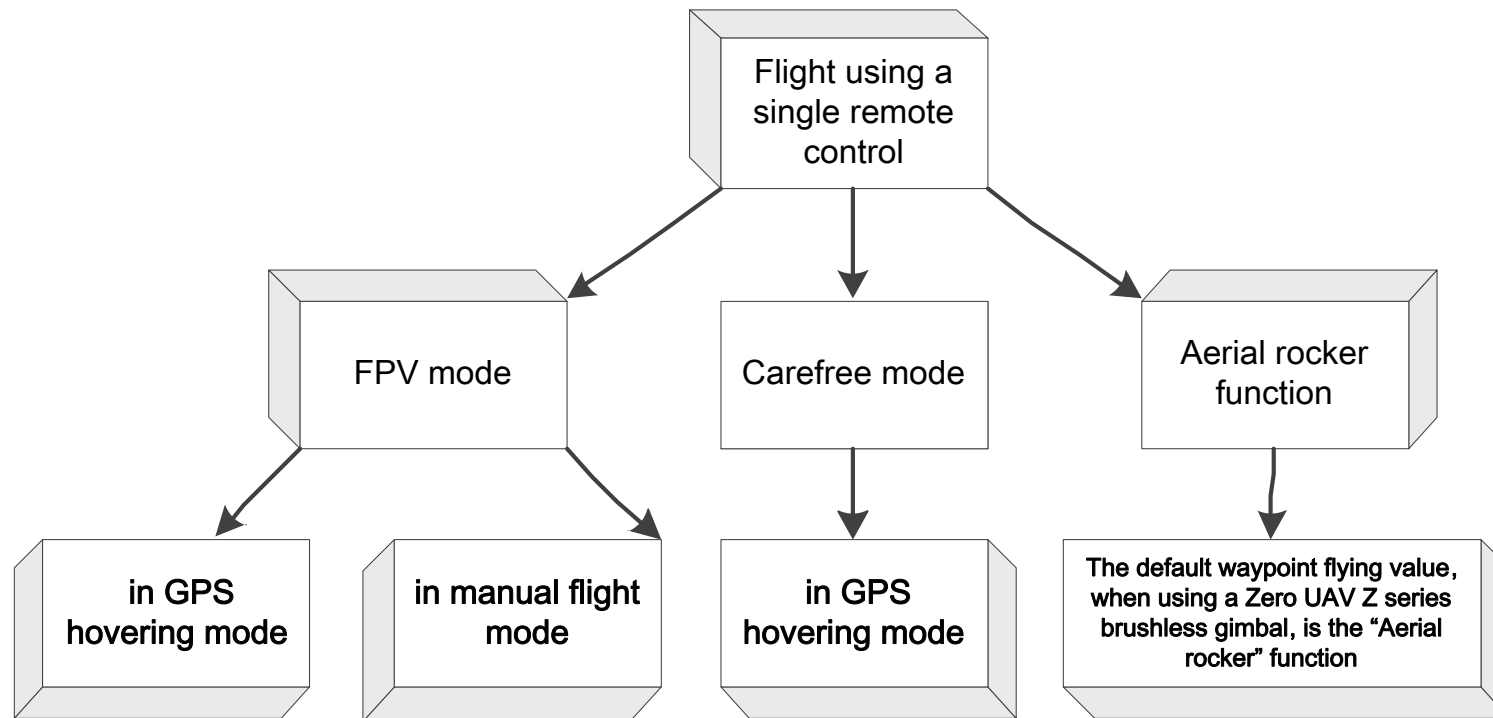 Flight using a
single remote
control
FPV mode
Carefree mode
Aerial rocker
function
in GPS
hovering mode
in manual flight
mode
in GPS
hovering mode
The default waypoint flying value,
when using a Zero UAV Z series
brushless gimbal, is the “Aerial
rocker” function